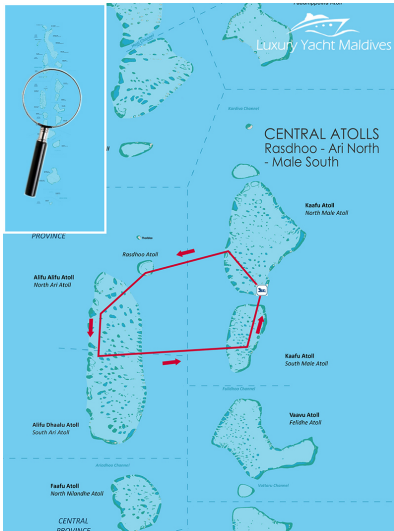 Luxury Yacht Maldives
CENTRAL ATOLLS
Rasdhoo - Ari North
- Male South
Kaafu Atoll
North Male Atoll
PROVINCE
Rasdhoo Atoll
Alifu Alifu Atoll
North Ari Atoll
Kaafu Atoll
South Male Atoll
Alifu Dhaalu Atoll
South Ari Atoll
Vaavu Atoll
Felidhe Atoll
Faafu Atoll
North Nilandhe Atoll
CENTRAL
PROVINCE